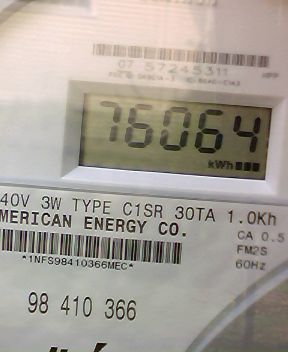 07 57245311
76064
kWh
40V 3W TYPE C1SR 30TA 1.0Kh
MERICAN ENERGY CO.
CA 0.5
*1NFS98410366MEC*
FM2S
60Hz
98 410 366